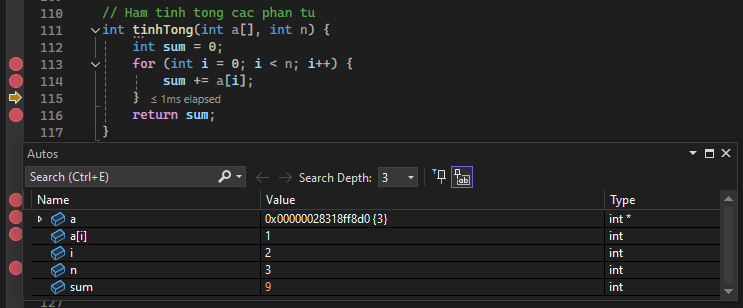 110 // Ham tinh tong cac phan tu
111 int tinhTong(int a[], int n) {
112 int sum = 0;
113 for (int i = 0; i < n; i++) {
114 sum += a[i];
115 } ≤ 1ms elapsed
116 return sum;
117 }
Autos
Search (Ctrl+E) Search Depth: 3
Name Value Type
a 0x00000028318ff8d0 {3} int *
a[i] 1 int
i 2 int
n 3 int
sum 9 int
127